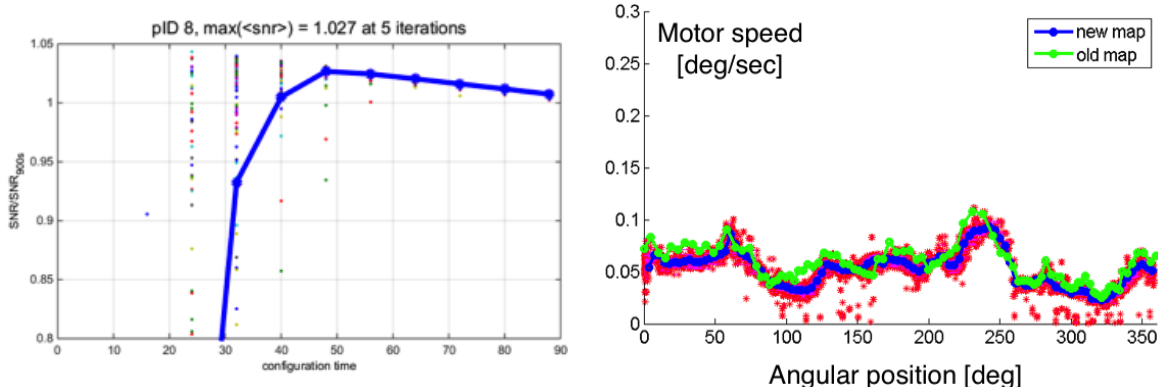 pID 8, max(<snr>) = 1.027 at 5 iterations
1.05
1
0.95
0.9
0.85
0.8
SNR/SNR900s
0 10 20 30 40 50 60 70 80 90
configuration time
0.3
0.25
0.2
0.15
0.1
0.05
0
Motor speed
[deg/sec]
new map
old map
0 50 100 150 200 250 300 350
Angular position [deg]